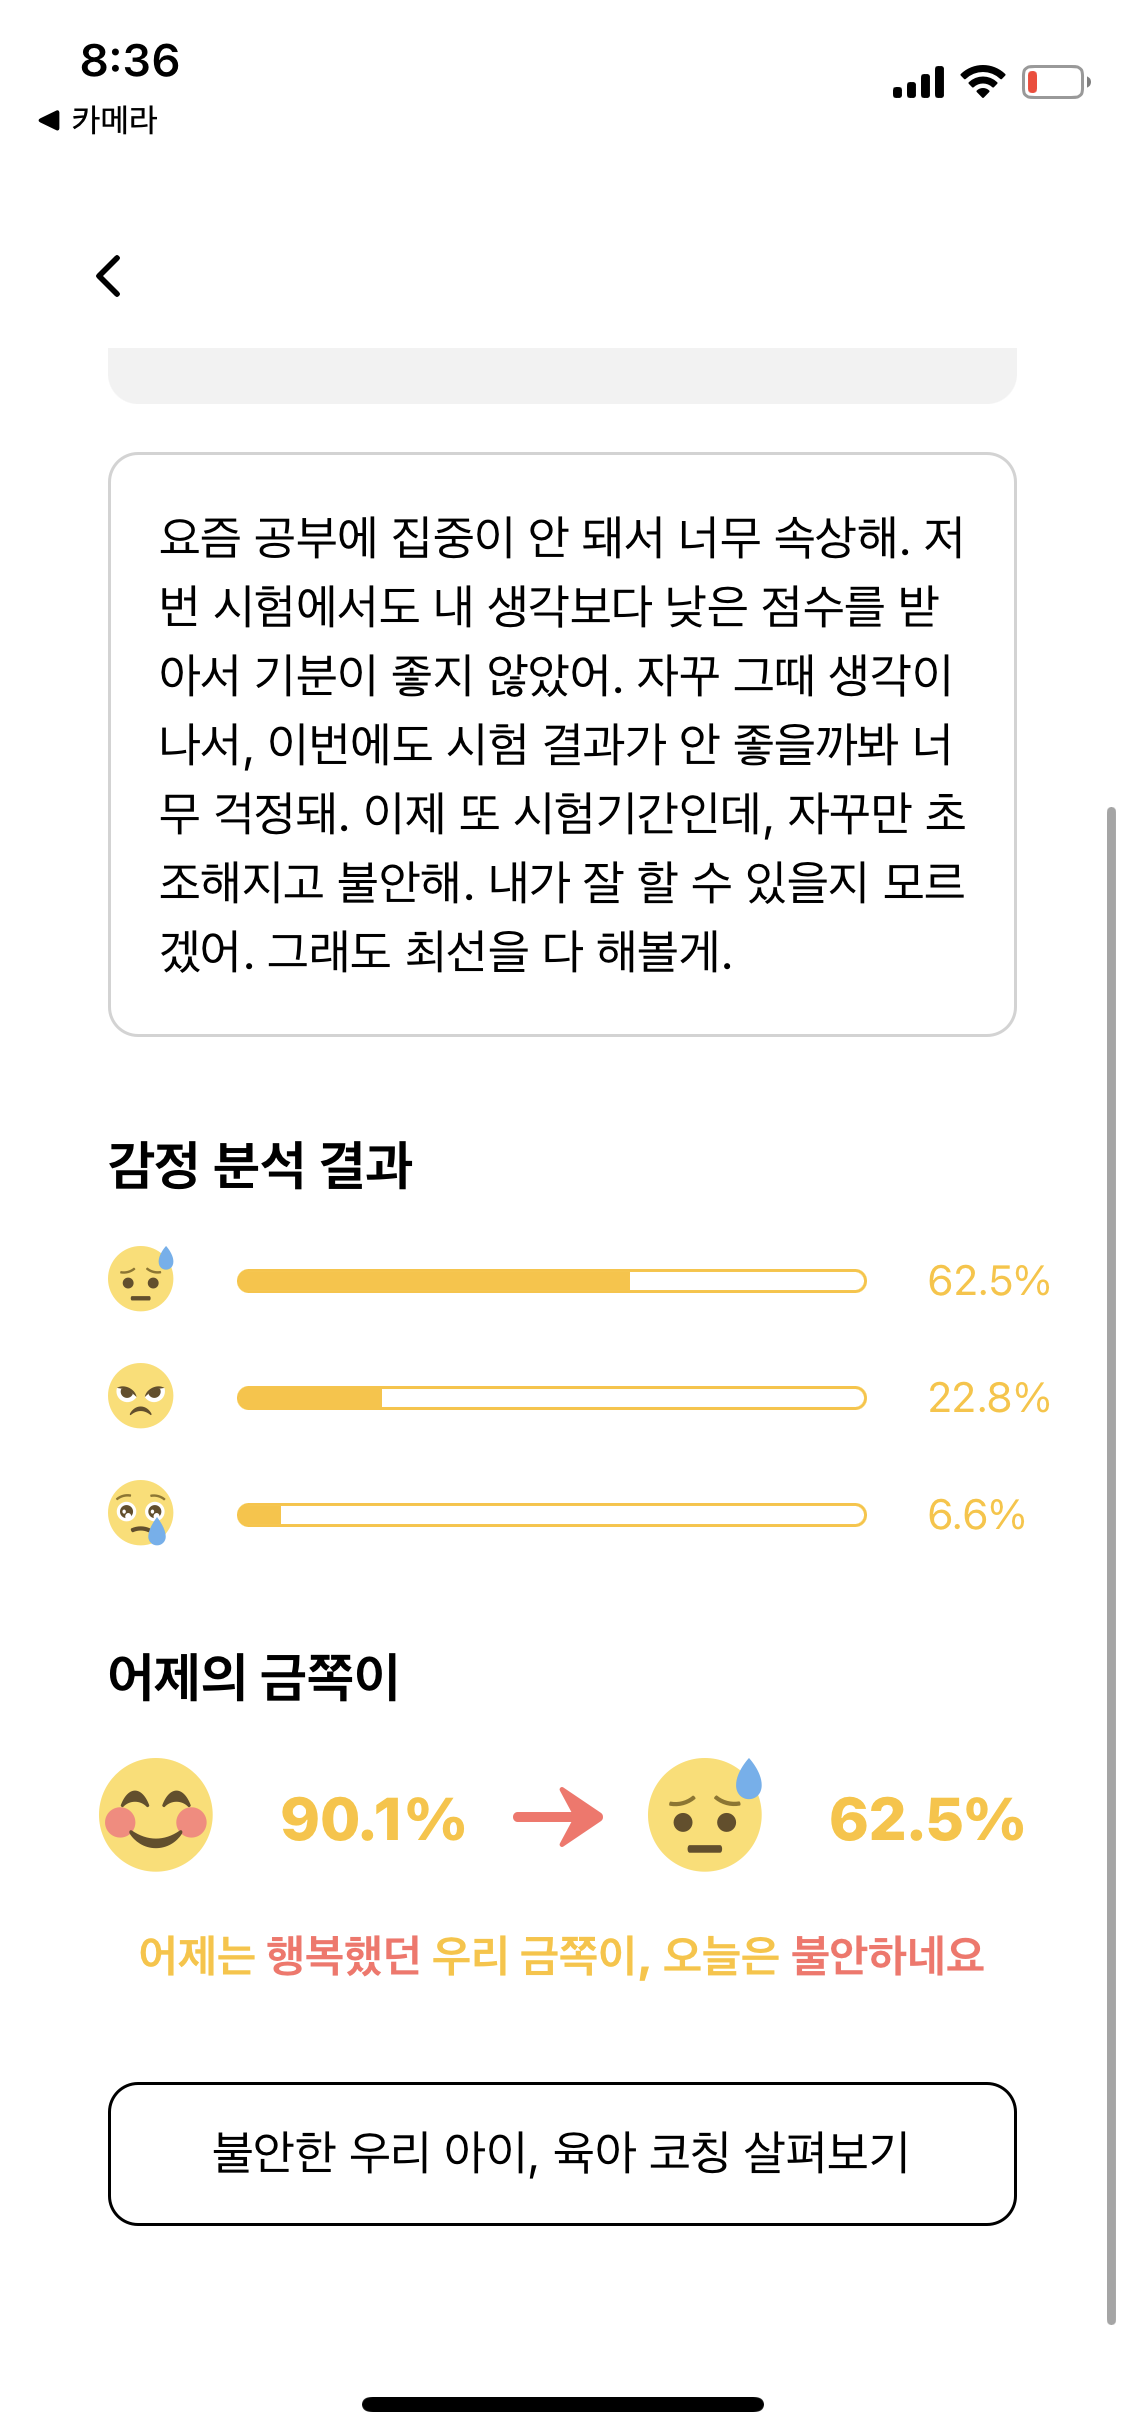 8:36
카메라
요즘 공부에 집중이 안 돼서 너무 속상해. 저
번 시험에서도 내 생각보다 낮은 점수를 받
아서 기분이 좋지 않았어. 자꾸 그때 생각이
나서, 이번에도 시험 결과가 안 좋을까봐 너
무 걱정돼. 이제 또 시험기간인데, 자꾸만 초
조해지고 불안해. 내가 잘 할 수 있을지 모르
겠어. 그래도 최선을 다 해볼게.
감정 분석 결과
62.5%
22.8%
6.6%
어제의 금쪽이
90.1% 62.5%
어제는 행복했던 우리 금쪽이, 오늘은 불안하네요
불안한 우리 아이, 육아 코칭 살펴보기